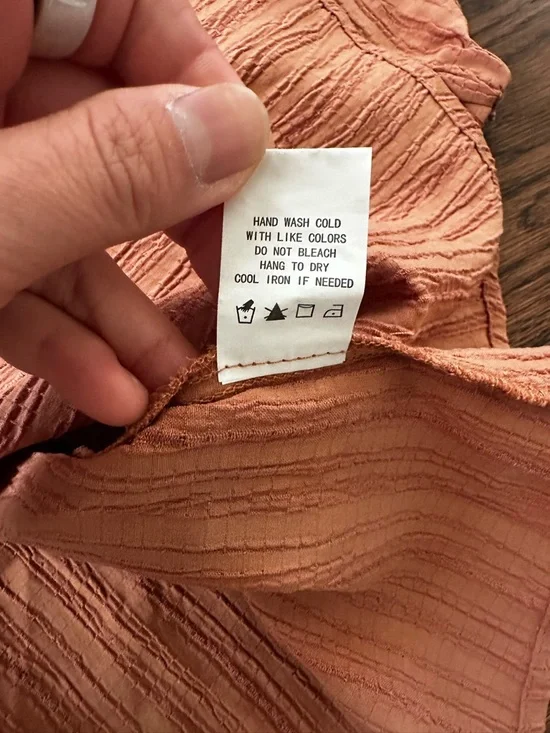 HAND WASH COLD
WITH LIKE COLORS
DO NOT BLEACH
HANG TO DRY
COOL IRON IF NEEDED